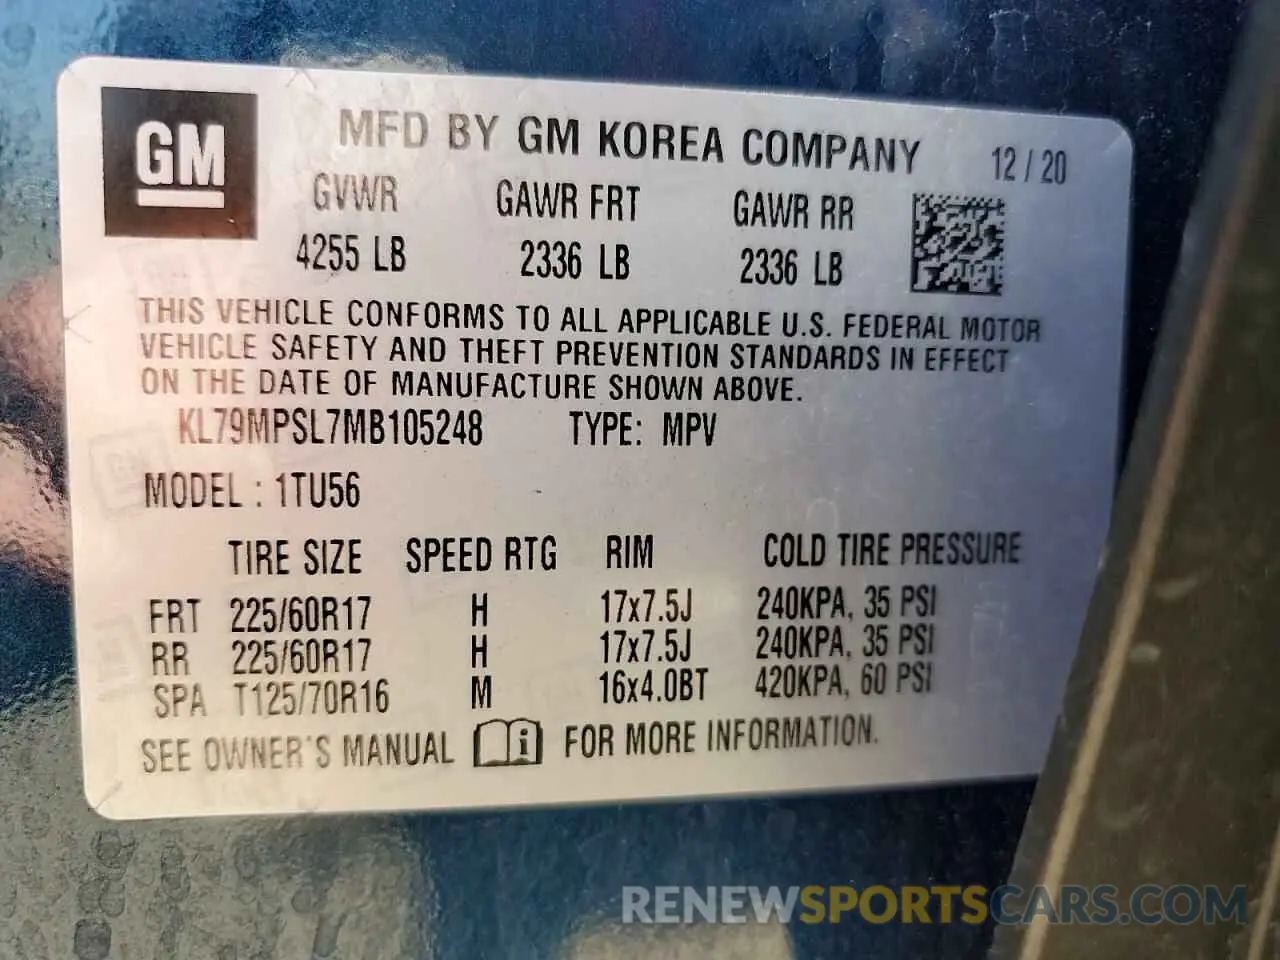 GM
MFD BY GM KOREA COMPANY 12 / 20
GVWR GAWR FRT GAWR RR
4255 LB 2336 LB 2336 LB
THIS VEHICLE CONFORMS TO ALL APPLICABLE U.S. FEDERAL MOTOR
VEHICLE SAFETY AND THEFT PREVENTION STANDARDS IN EFFECT
ON THE DATE OF MANUFACTURE SHOWN ABOVE.
KL79MPSL7MB105248 TYPE: MPV
MODEL : 1TU56
TIRE SIZE SPEED RTG RIM COLD TIRE PRESSURE
FRT 225/60R17 H 17x7.5J 240KPA, 35 PSI
RR 225/60R17 H 17x7.5J 240KPA, 35 PSI
SPA T125/70R16 M 16x4.0BT 420KPA, 60 PSI
SEE OWNER'S MANUAL i FOR MORE INFORMATION.
RENEWSPORTSCARS.COM